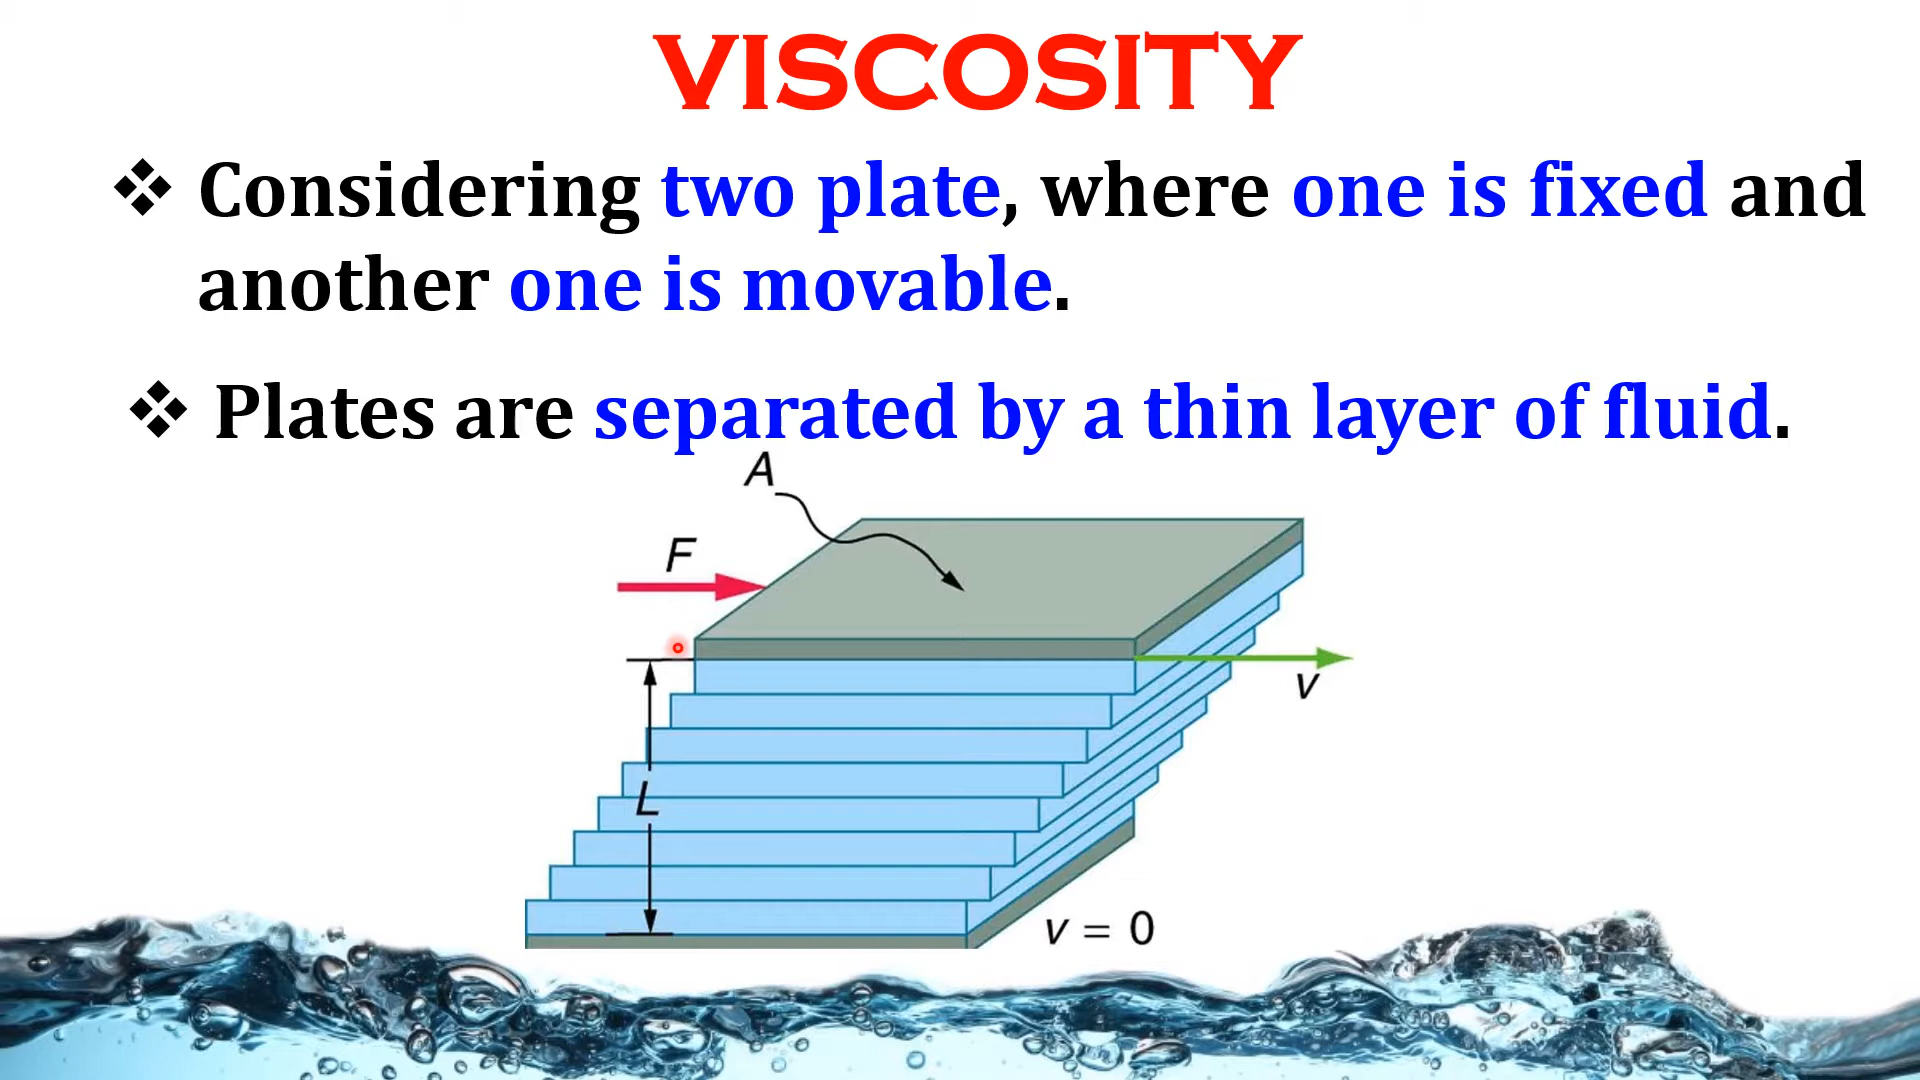 VISCOSITY
❖ Considering two plate, where one is fixed and
another one is movable.
❖ Plates are separated by a thin layer of fluid.
A
F
v
L
v = 0